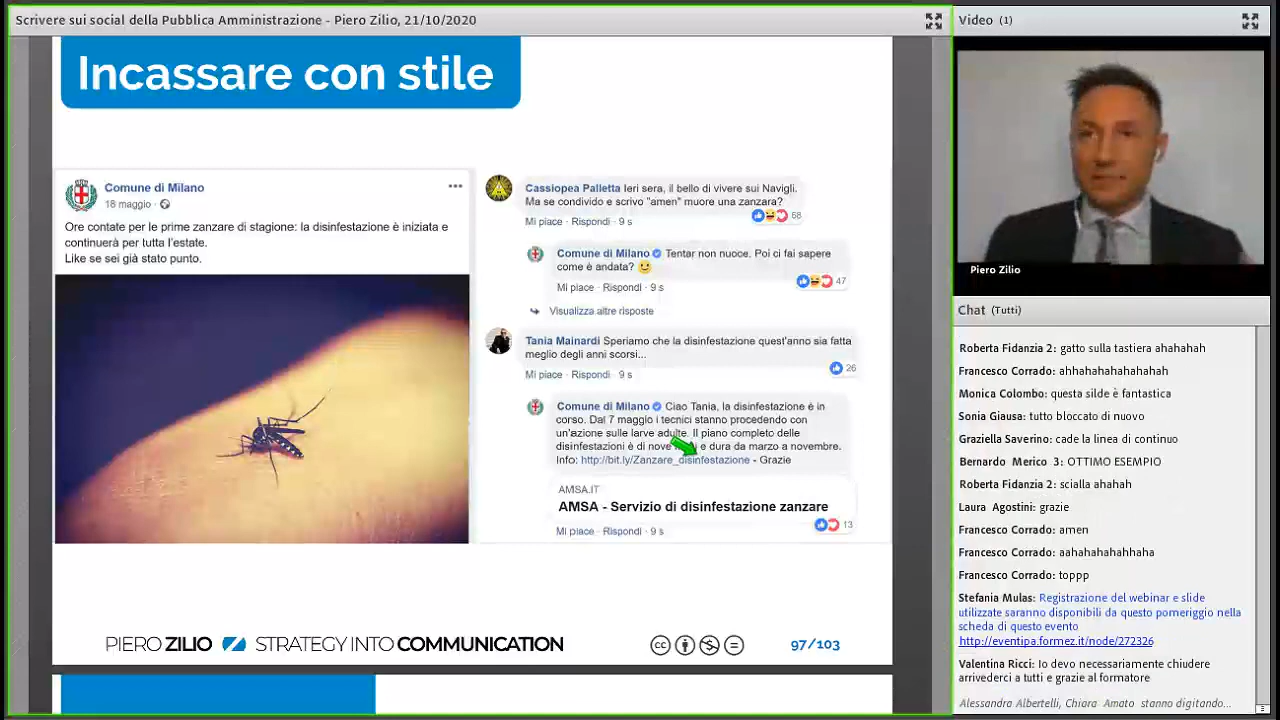 Scrivere sui social della Pubblica Amministrazione - Piero Zilio, 21/10/2020
Incassare con stile
Comune di Milano
18 maggio ·
Ore contate per le prime zanzare di stagione: la disinfestazione è iniziata e
continuerà per tutta l'estate.
Like se sei già stato punto.
Cassiopea Palletta Ieri sera, il bello di vivere sui Navigli.
Ma se condivido e scrivo "amen" muore una zanzara?
68
Mi piace · Rispondi · 9 s
Comune di Milano Tentar non nuoce. Poi ci fai sapere
come è andata?
47
Mi piace · Rispondi · 9 s
Visualizza altre risposte
Tania Mainardi Speriamo che la disinfestazione quest'anno sia fatta
meglio degli anni scorsi...
26
Mi piace · Rispondi · 9 s
Comune di Milano Ciao Tania, la disinfestazione è in
corso. Dal 7 maggio i tecnici stanno procedendo con
un'azione sulle larve adulte. Il piano completo delle
disinfestazioni è di nove e dura da marzo a novembre.
Info: http://bit.ly/Zanzare_disinfestazione - Grazie
AMSA.IT
AMSA - Servizio di disinfestazione zanzare
13
Mi piace · Rispondi · 9 s
PIERO ZILIO STRATEGY INTO COMMUNICATION
cc
97/103
Video (1)
Piero Zilio
Chat (Tutti)
Roberta Fidanzia 2: gatto sulla tastiera ahahahah
Francesco Corrado: ahhahahahahahahah
Monica Colombo: questa silde è fantastica
Sonia Giausa: tutto bloccato di nuovo
Graziella Saverino: cade la linea di continuo
Bernardo Merico 3: OTTIMO ESEMPIO
Roberta Fidanzia 2: scialla ahahah
Laura Agostini: grazie
Francesco Corrado: amen
Francesco Corrado: aahahahahahhaha
Francesco Corrado: toppp
Stefania Mulas: Registrazione del webinar e slide
utilizzate saranno disponibili da questo pomeriggio nella
scheda di questo evento
http://eventipa.formez.it/node/272326
Valentina Ricci: Io devo necessariamente chiudere
arrivederci a tutti e grazie al formatore
Alessandra Albertelli, Chiara Amato stanno digitando...